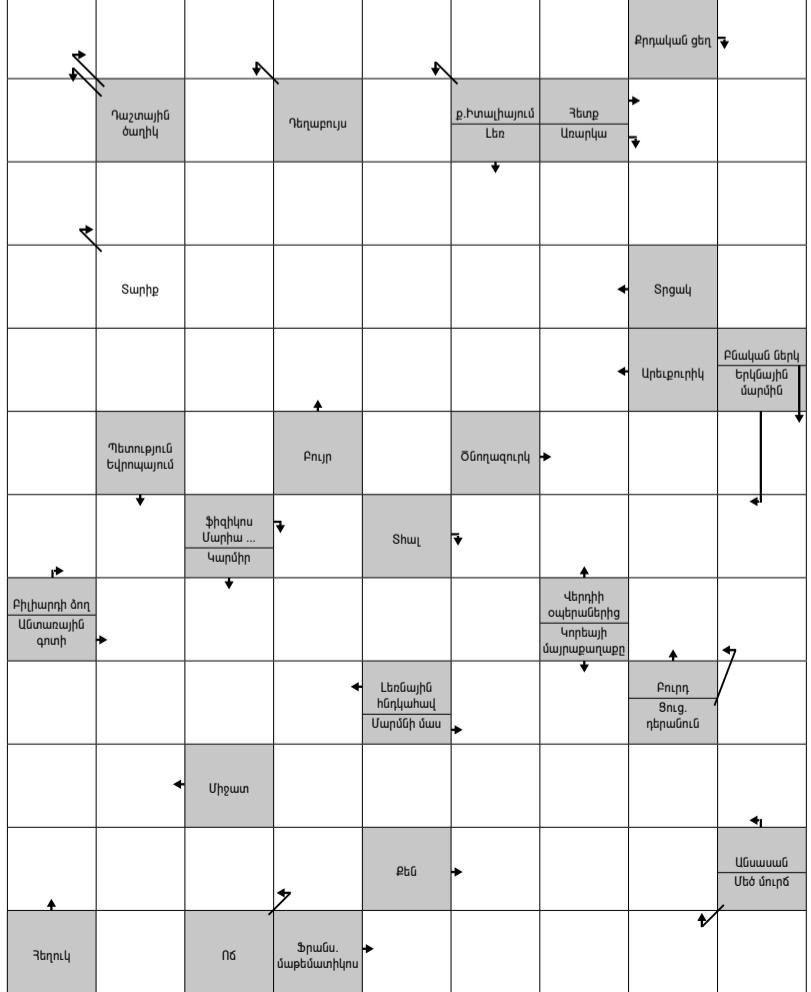 Քրդական ցեղ
Դաշտային
ծաղիկ
Դեղաբույս
ք.Իտալիայում
Լեռ
Հետք
Առարկա
Տարիք
Տրցակ
Արեւքուրիկ
Բնական ներկ
Երկնային
մարմին
Պետություն
Եվրոպայում
Բույր
Ծնողազուրկ
Ֆիզիկոս
Մարիա ...
Կարմիր
Տհալ
Բիլիարդի ձող
Անտառային
գոտի
Վերդիի
օպերաներից
Կորեայի
մայրաքաղաքը
Լեռնային
հնդկահավ
Մարմնի մաս
Բուրդ
Ցուց.
դերանուն
Միջատ
Քեն
Անսասան
Մեծ մուրճ
Հեղուկ
Ոճ
Ֆրանս.
մաթեմատիկոս